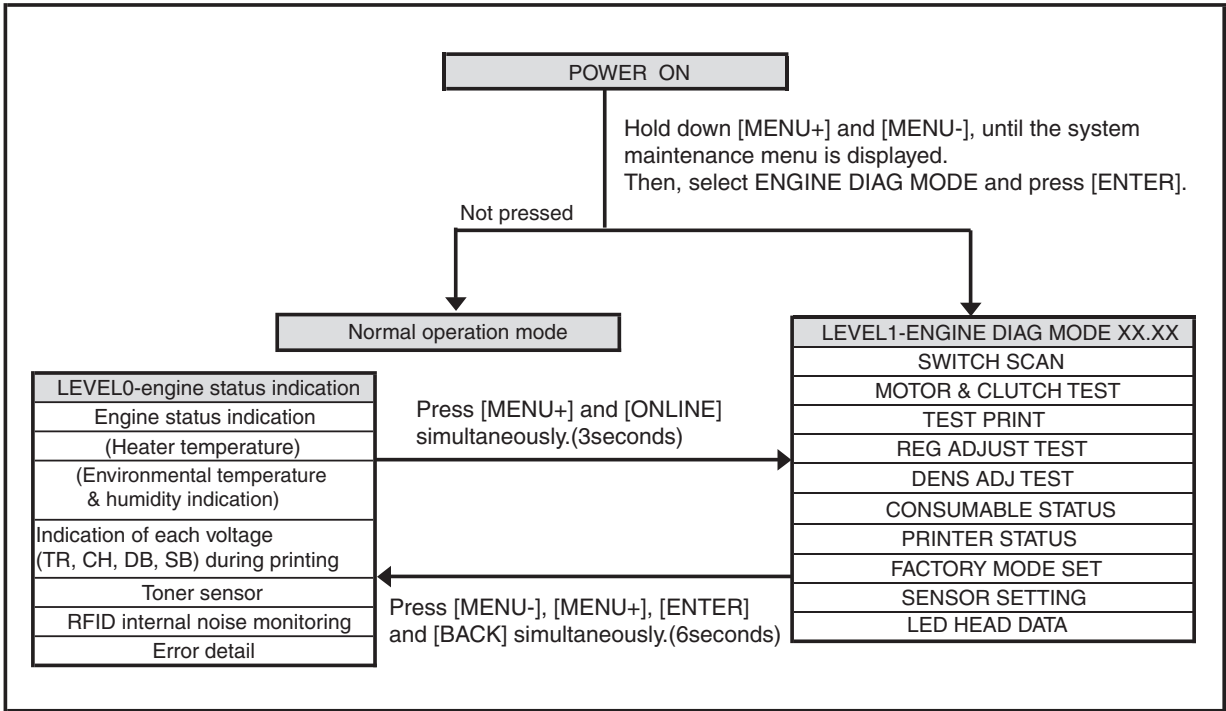 POWER ON
Hold down [MENU+] and [MENU-], until the system
maintenance menu is displayed.
Then, select ENGINE DIAG MODE and press [ENTER].
Not pressed
Normal operation mode
LEVEL0-engine status indication
Engine status indication
(Heater temperature)
(Environmental temperature
& humidity indication)
Indication of each voltage
(TR, CH, DB, SB) during printing
Toner sensor
RFID internal noise monitoring
Error detail
Press [MENU+] and [ONLINE]
simultaneously.(3seconds)
Press [MENU-], [MENU+], [ENTER]
and [BACK] simultaneously.(6seconds)
LEVEL1-ENGINE DIAG MODE XX.XX
SWITCH SCAN
MOTOR & CLUTCH TEST
TEST PRINT
REG ADJUST TEST
DENS ADJ TEST
CONSUMABLE STATUS
PRINTER STATUS
FACTORY MODE SET
SENSOR SETTING
LED HEAD DATA